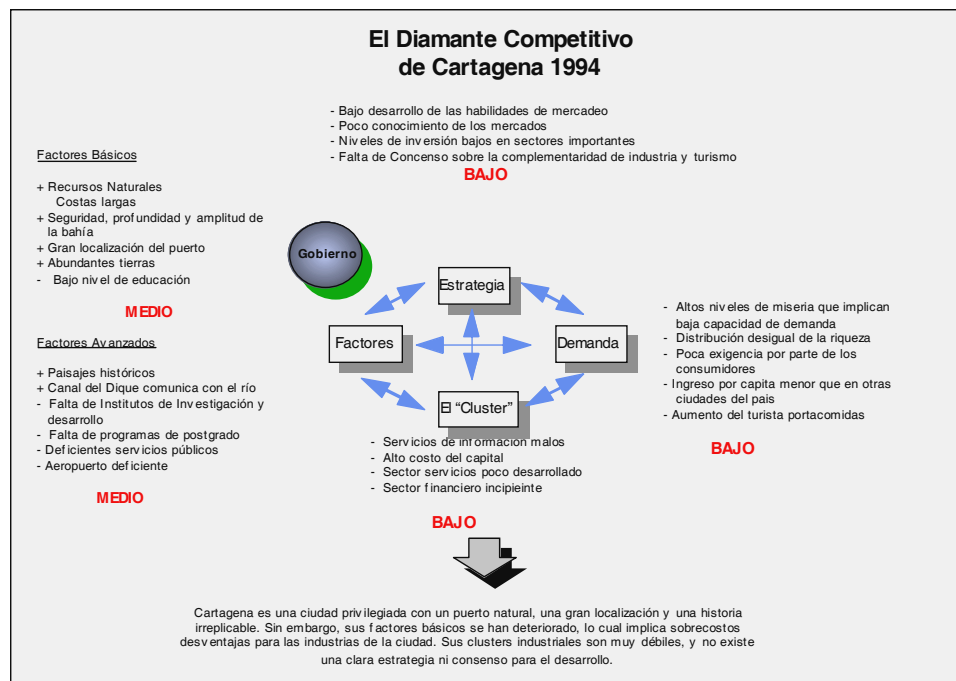 El Diamante Competitivo
de Cartagena 1994
- Bajo desarrollo de las habilidades de mercadeo
- Poco conocimiento de los mercados
- Niveles de inversión bajos en sectores importantes
- Falta de Concenso sobre la complementaridad de industria y turismo
BAJO
Factores Básicos
+ Recursos Naturales
Costas largas
+ Seguridad, profundidad y amplitud de
la bahía
+ Gran localización del puerto
+ Abundantes tierras
- Bajo nivel de educación
MEDIO
Factores Avanzados
+ Paisajes históricos
+ Canal del Dique comunica con el río
- Falta de Institutos de Investigación y
desarrollo
- Falta de programas de postgrado
- Deficientes servicios públicos
- Aeropuerto deficiente
MEDIO
Gobierno
Estrategia
Factores
Demanda
El “Cluster”
- Altos niveles de miseria que implican
baja capacidad de demanda
- Distribución desigual de la riqueza
- Poca exigencia por parte de los
consumidores
- Ingreso por capita menor que en otras
ciudades del pais
- Aumento del turista portacomidas
BAJO
- Servicios de información malos
- Alto costo del capital
- Sector servicios poco desarrollado
- Sector financiero incipieinte
BAJO
Cartagena es una ciudad privilegiada con un puerto natural, una gran localización y una historia
irreplicable. Sin embargo, sus factores básicos se han deteriorado, lo cual implica sobrecostos
desventajas para las industrias de la ciudad. Sus clusters industriales son muy débiles, y no existe
una clara estrategia ni consenso para el desarrollo.